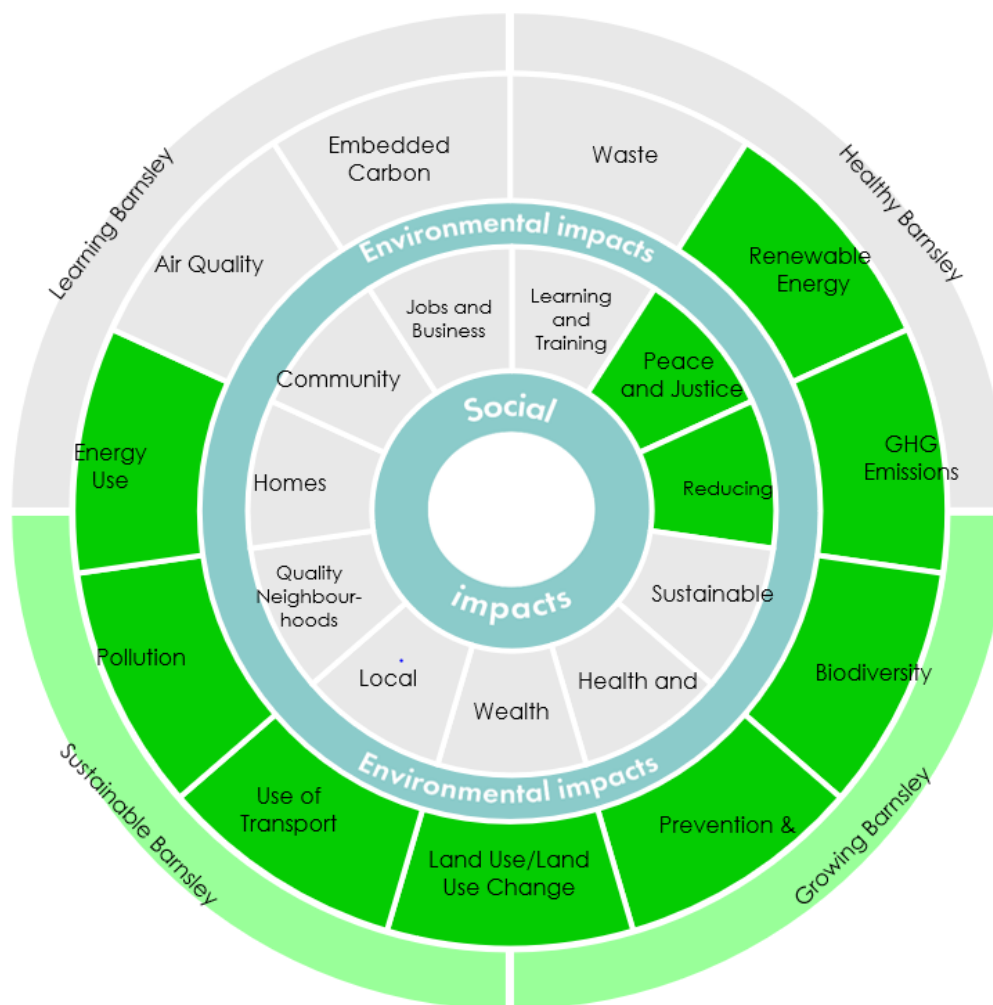 Learning Barnsley
Healthy Barnsley
Embedded
Carbon
Waste
Air Quality
Renewable
Energy
Environmental impacts
Jobs and
Business
Learning
and
Training
Community
Peace
and Justice
Social
Energy
Use
GHG
Emissions
Homes
Reducing
impacts
Quality
Neighbour-
hoods
Sustainable
Pollution
Biodiversity
Local
Health and
Wealth
Environmental impacts
Use of
Transport
Prevention &
Land Use/Land
Use Change
Sustainable Barnsley
Growing Barnsley